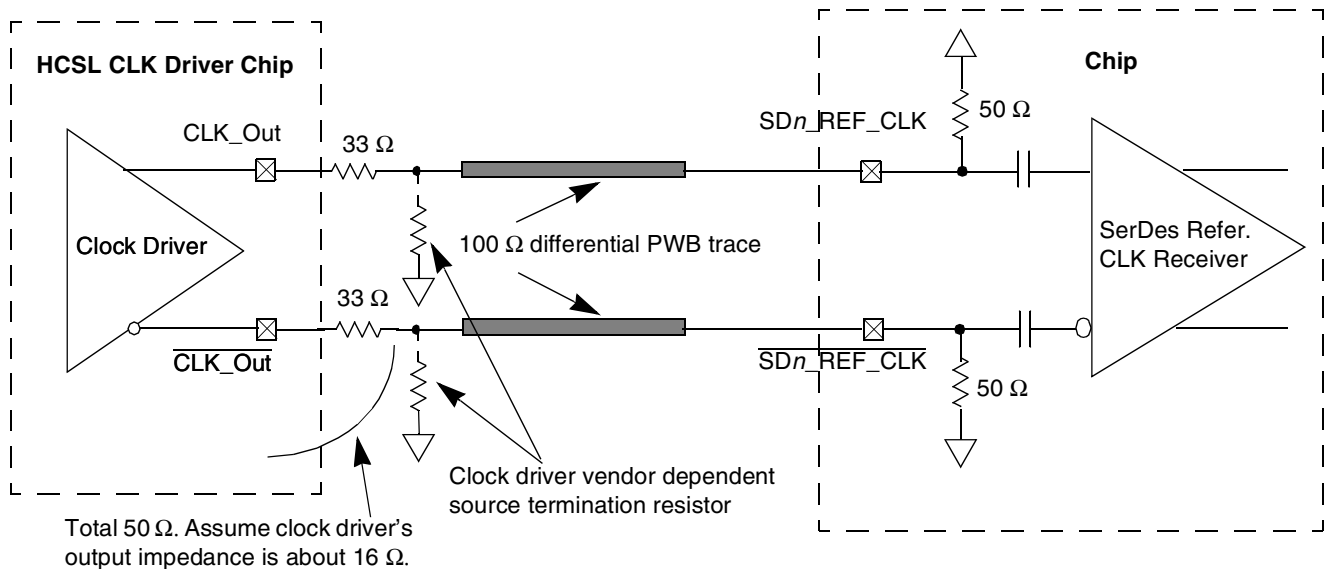 HCSL CLK Driver Chip
Chip
CLK_Out
33 Ω
SDn_REF_CLK
50 Ω
Clock Driver
100 Ω differential PWB trace
SerDes Refer.
CLK Receiver
33 Ω
CLK_Out
SDn_REF_CLK
50 Ω
Clock driver vendor dependent
source termination resistor
Total 50 Ω. Assume clock driver's
output impedance is about 16 Ω.